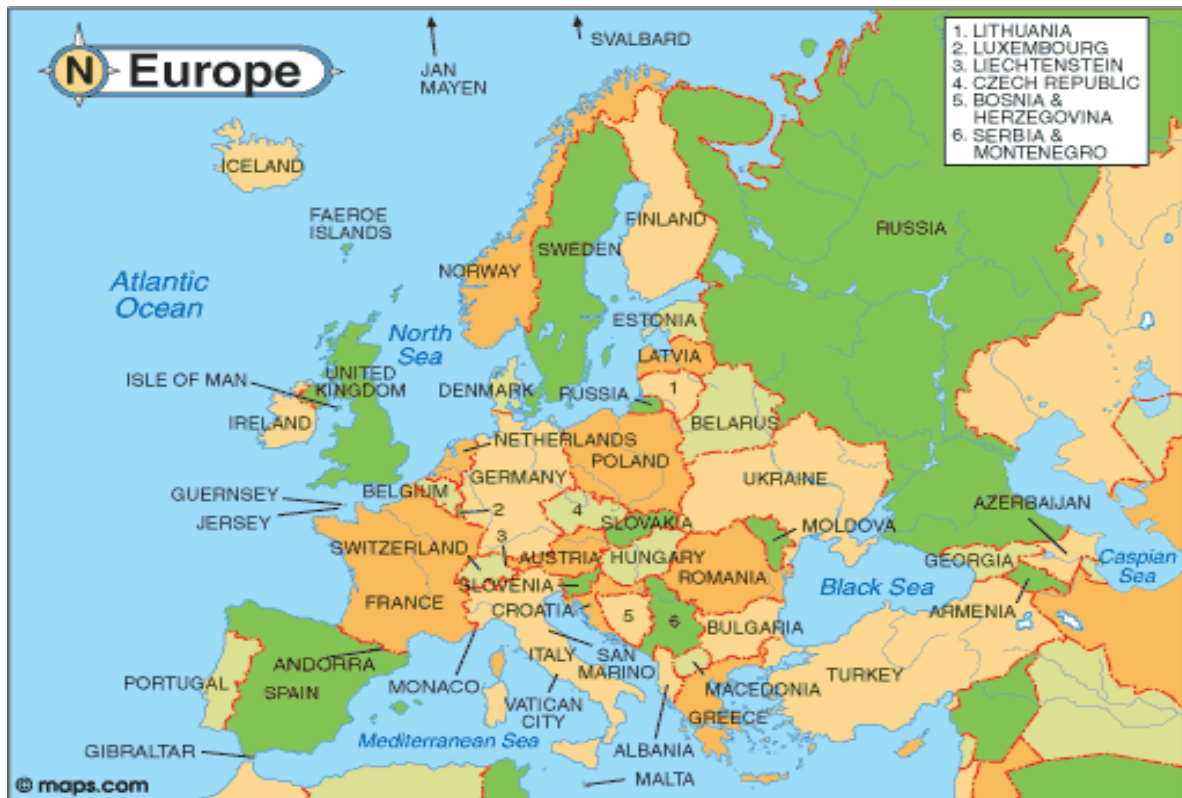 N Europe
JAN
MAYEN
SVALBARD
1. LITHUANIA
2. LUXEMBOURG
3. LIECHTENSTEIN
4. CZECH REPUBLIC
5. BOSNIA &
HERZEGOVINA
6. SERBIA &
MONTENEGRO
ICELAND
FAEROE
ISLANDS
FINLAND
RUSSIA
SWEDEN
NORWAY
Atlantic
Ocean
North
Sea
ESTONIA
LATVIA
ISLE OF MAN
UNITED
KINGDOM
DENMARK
RUSSIA
1
IRELAND
BELARUS
NETHERLANDS
POLAND
GERMANY
UKRAINE
BELGIUM
GUERNSEY
JERSEY
2
4
AZERBAIJAN
SLOVAKIA
MOLDOVA
SWITZERLAND
3
AUSTRIA
HUNGARY
GEORGIA
Caspian
Sea
SLOVENIA
ROMANIA
Black Sea
FRANCE
CROATIA
5
6
ARMENIA
BULGARIA
ANDORRA
ITALY
SAN
MARINO
TURKEY
PORTUGAL
SPAIN
MONACO
MACEDONIA
VATICAN
CITY
GREECE
Mediterranean Sea
GIBRALTAR
ALBANIA
MALTA
© maps.com